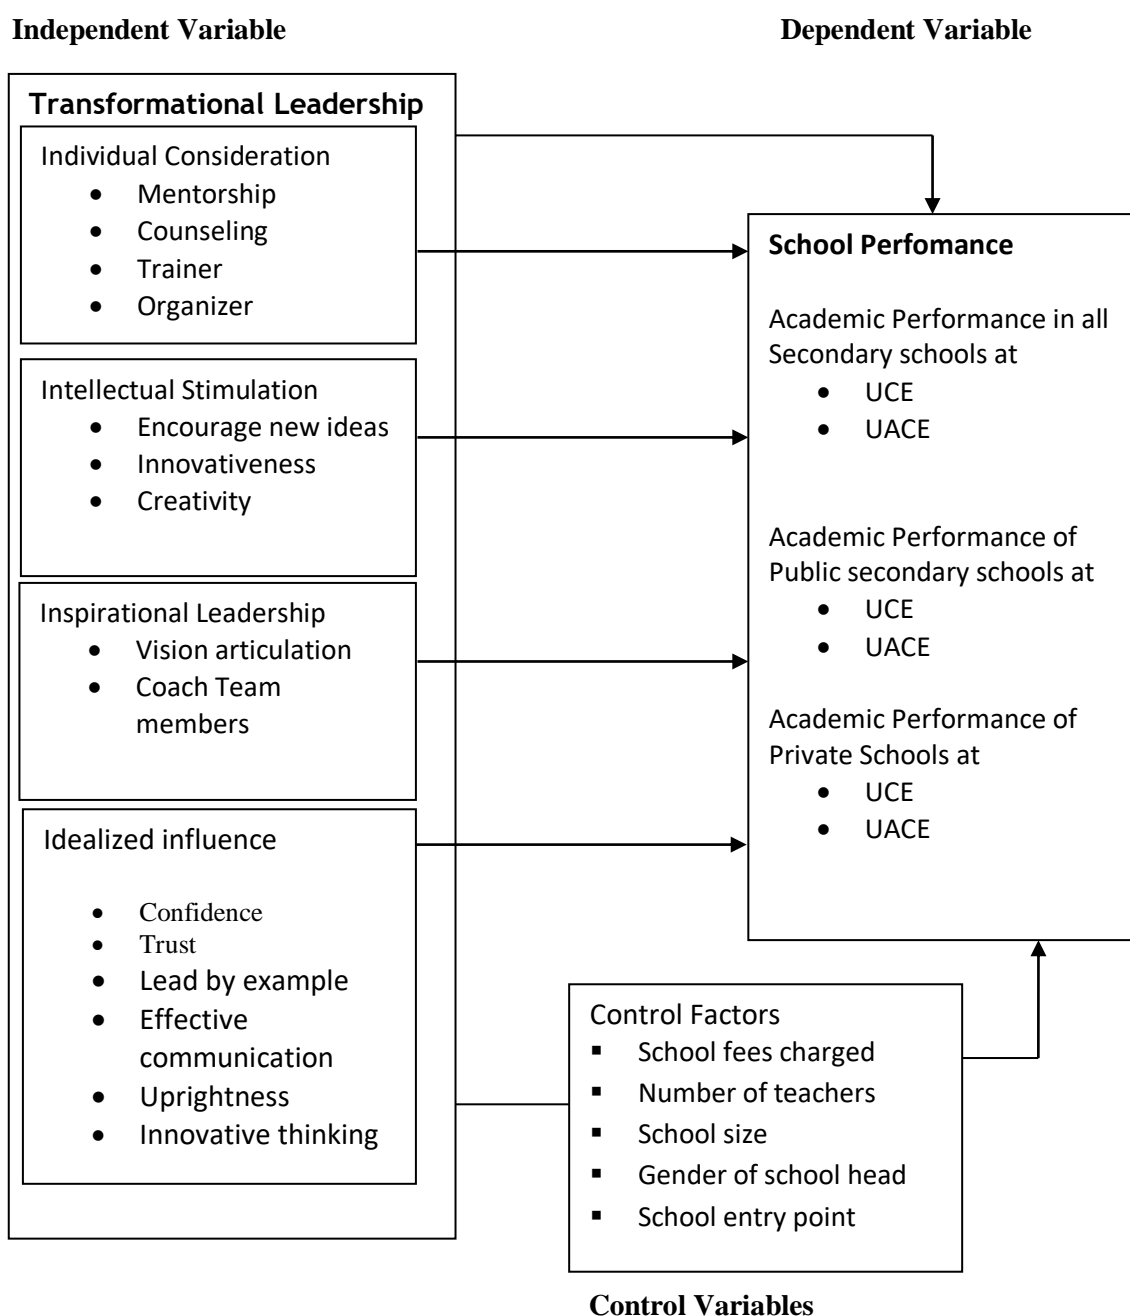 Independent Variable
Dependent Variable
Transformational Leadership
Individual Consideration
• Mentorship
• Counseling
• Trainer
• Organizer
Intellectual Stimulation
• Encourage new ideas
• Innovativeness
• Creativity
Inspirational Leadership
• Vision articulation
• Coach Team
members
Idealized influence
• Confidence
• Trust
• Lead by example
• Effective
communication
• Uprightness
• Innovative thinking
School Perfomance
Academic Performance in all
Secondary schools at
• UCE
• UACE
Academic Performance of
Public secondary schools at
• UCE
• UACE
Academic Performance of
Private Schools at
• UCE
• UACE
Control Factors
▪ School fees charged
▪ Number of teachers
▪ School size
▪ Gender of school head
▪ School entry point
Control Variables